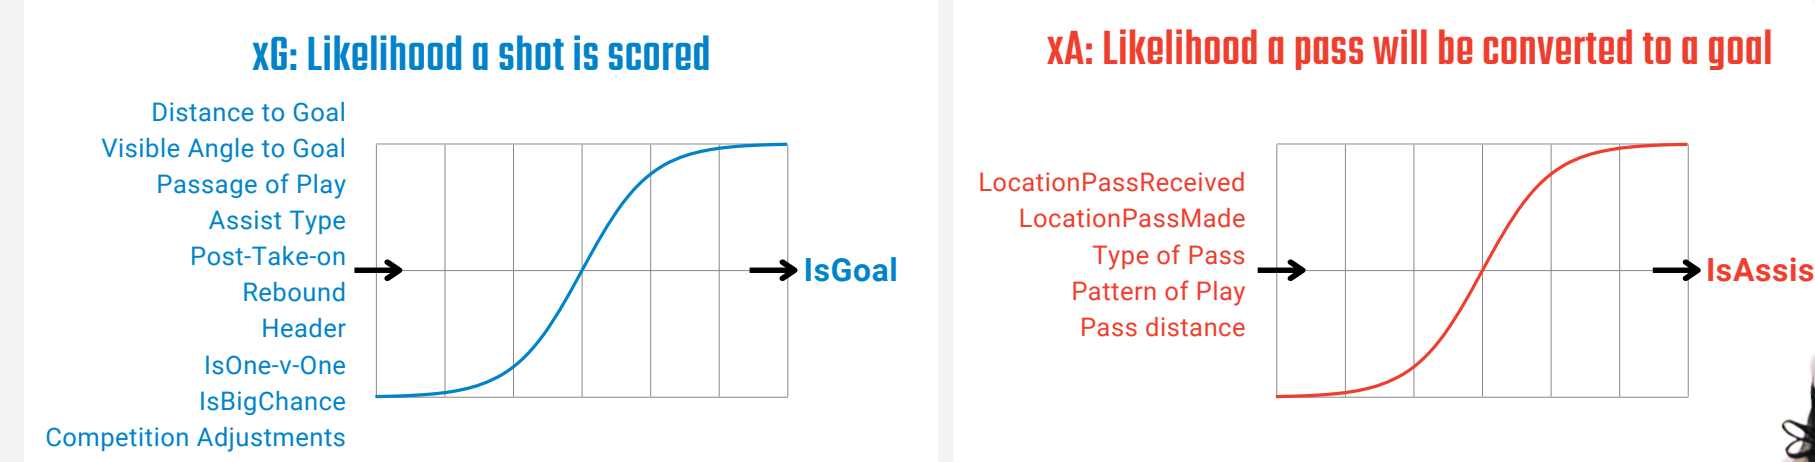 xG: Likelihood a shot is scored
Distance to Goal
Visible Angle to Goal
Passage of Play
Assist Type
Post-Take-on
Rebound
Header
IsOne-v-One
IsBigChance
Competition Adjustments
IsGoal
xA: Likelihood a pass will be converted to a goal
LocationPassReceived
LocationPassMade
Type of Pass
Pattern of Play
Pass distance
IsAssis